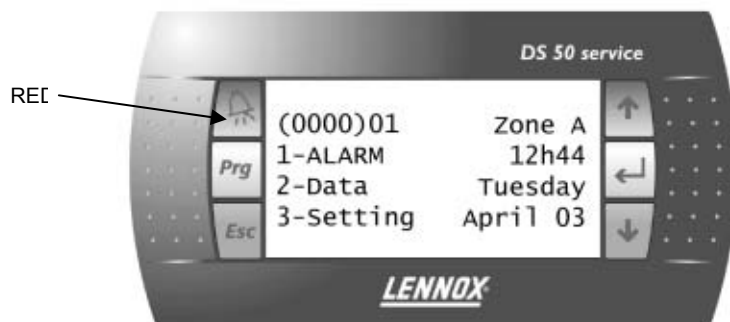 DS 50 service
RED
(0000)01 Zone A
1-ALARM 12h44
Prg
2-Data Tuesday
Esc
3-Setting April 03
LENNOX